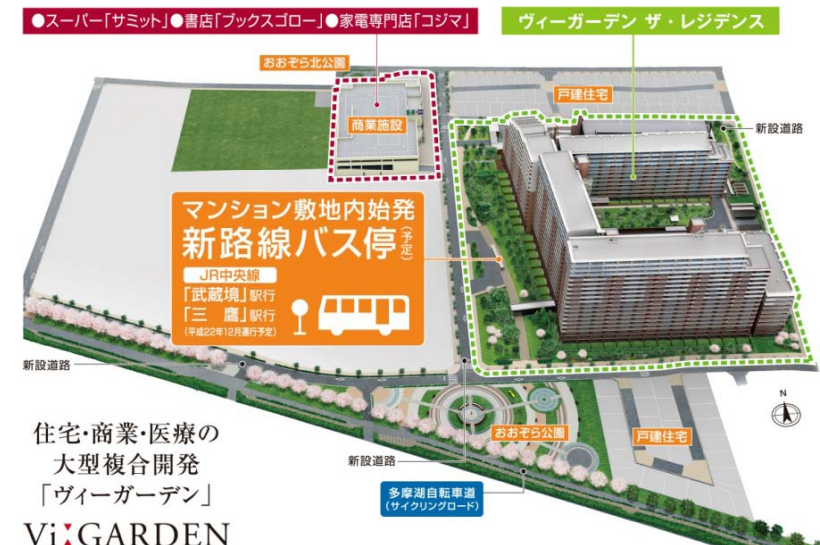 ●スーパー「サミット」●書店「ブックスゴロー」●家電専門店「コジマ」
ヴィーガーデン ザ・レジデンス
おおぞら北公園
戸建住宅
新設道路
商業施設
マンション敷地内始発
新路線バス停(予定)
JR中央線
「武蔵境」駅行
「三 鷹」駅行
(平成22年12月運行予定)
N
新設道路
おおぞら公園
戸建住宅
新設道路
多摩湖自転車道
(サイクリングロード)
住宅・商業・医療の
大型複合開発
「ヴィーガーデン」
Vi:GARDEN